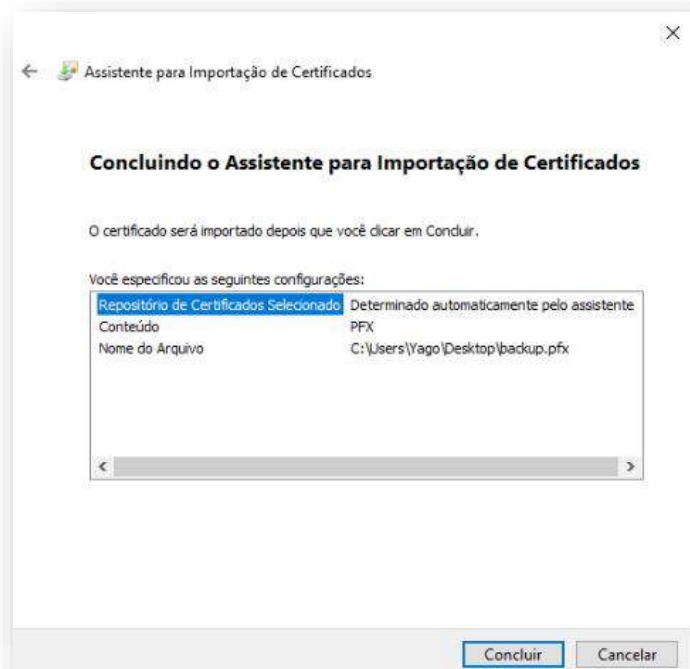 Assistente para Importação de Certificados
Concluindo o Assistente para Importação de Certificados
O certificado será importado depois que você clicar em Concluir.
Você especificou as seguintes configurações:
Repositório de Certificados Selecionado Determinado automaticamente pelo assistente
Conteúdo PFX
Nome do Arquivo C:\Users\Yago\Desktop\backup.pfx
Concluir Cancelar